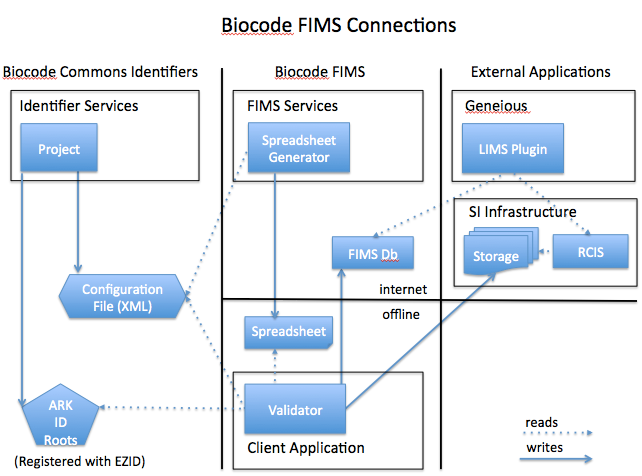 Biocode FIMS Connections
Biocode Commons Identifiers
Biocode FIMS
External Applications
Identifier Services
Project
FIMS Services
Spreadsheet
Generator
Geneious
LIMS Plugin
SI Infrastructure
Storage
RCIS
FIMS Db
Configuration
File (XML)
internet
offline
Spreadsheet
Validator
Client Application
ARK
ID
Roots
(Registered with EZID)
reads
writes